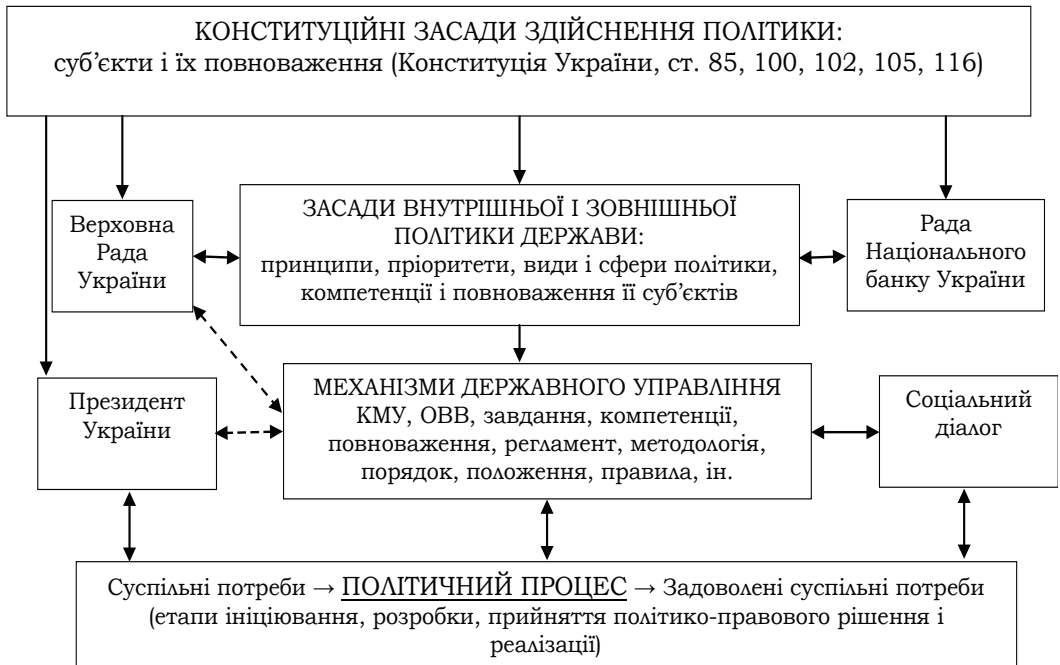 КОНСТИТУЦІЙНІ ЗАСАДИ ЗДІЙСНЕННЯ ПОЛІТИКИ:
суб’єкти і їх повноваження (Конституція України, ст. 85, 100, 102, 105, 116)
Верховна
Рада
України
ЗАСАДИ ВНУТРІШНЬОЇ І ЗОВНІШНЬОЇ
ПОЛІТИКИ ДЕРЖАВИ:
принципи, пріоритети, види і сфери політики,
компетенції і повноваження її суб’єктів
Рада
Національного
банку України
Президент
України
МЕХАНІЗМИ ДЕРЖАВНОГО УПРАВЛІННЯ
КМУ, ОВВ, завдання, компетенції,
повноваження, регламент, методологія,
порядок, положення, правила, ін.
Соціальний
діалог
Суспільні потреби → ПОЛІТИЧНИЙ ПРОЦЕС → Задоволені суспільні потреби
(етапи ініціювання, розробки, прийняття політико-правового рішення і
реалізації)